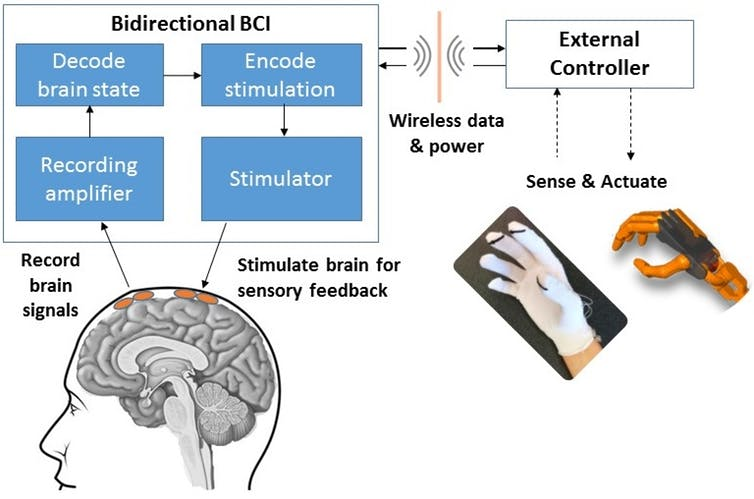 Bidirectional BCI
Decode
brain state
Encode
stimulation
Recording
amplifier
Stimulator
External
Controller
Wireless data
& power
Sense & Actuate
Record
brain
signals
Stimulate brain for
sensory feedback